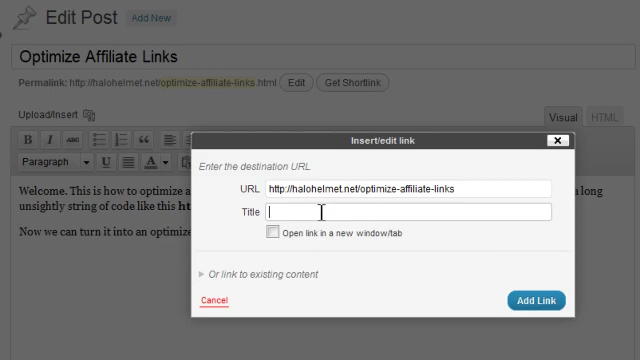 Edit Post Add New
Optimize Affiliate Links
Permalink: http://halohelmet.net/optimize-affiliate-links.html Edit Get Shortlink
Upload/Insert Visual HTML
B I ABC
Insert/edit link
Paragraph U A
Enter the destination URL
URL http://halohelmet.net/optimize-affiliate-links
Welcome. This is how to optimize a a long
unsightly string of code like this
Title
Now we can turn it into an optimize
Open link in a new window/tab
Or link to existing content
Cancel Add Link